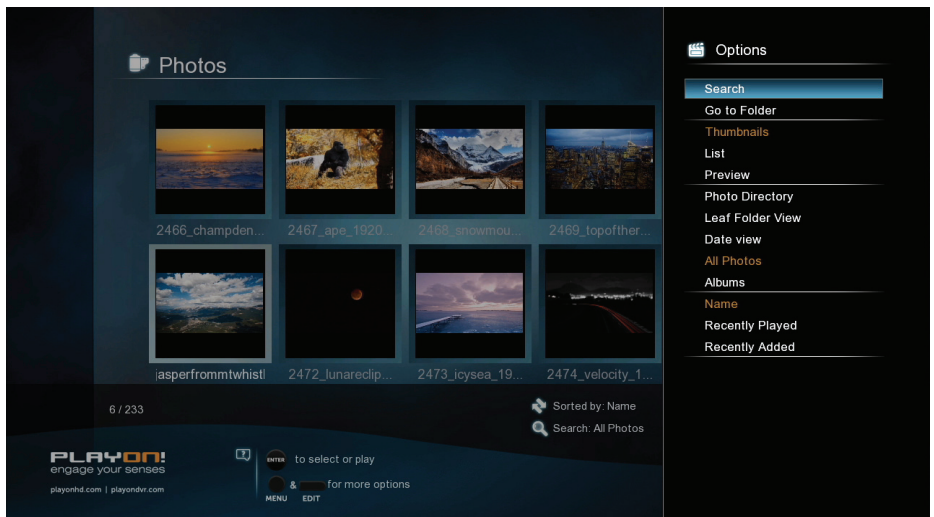 Photos
2466_champden...
2467_ape_1920...
2468_snowmou...
2469_topofther...
jasperfrommtwhistl
2472_lunareclip...
2473_icysea_19...
2474_velocity_1...
6 / 233
Sorted by: Name
Search: All Photos
PLAYON!
engage your senses
playonhd.com | playondvr.com
?
ENTER to select or play
& for more options
MENU EDIT
Options
Search
Go to Folder
Thumbnails
List
Preview
Photo Directory
Leaf Folder View
Date view
All Photos
Albums
Name
Recently Played
Recently Added